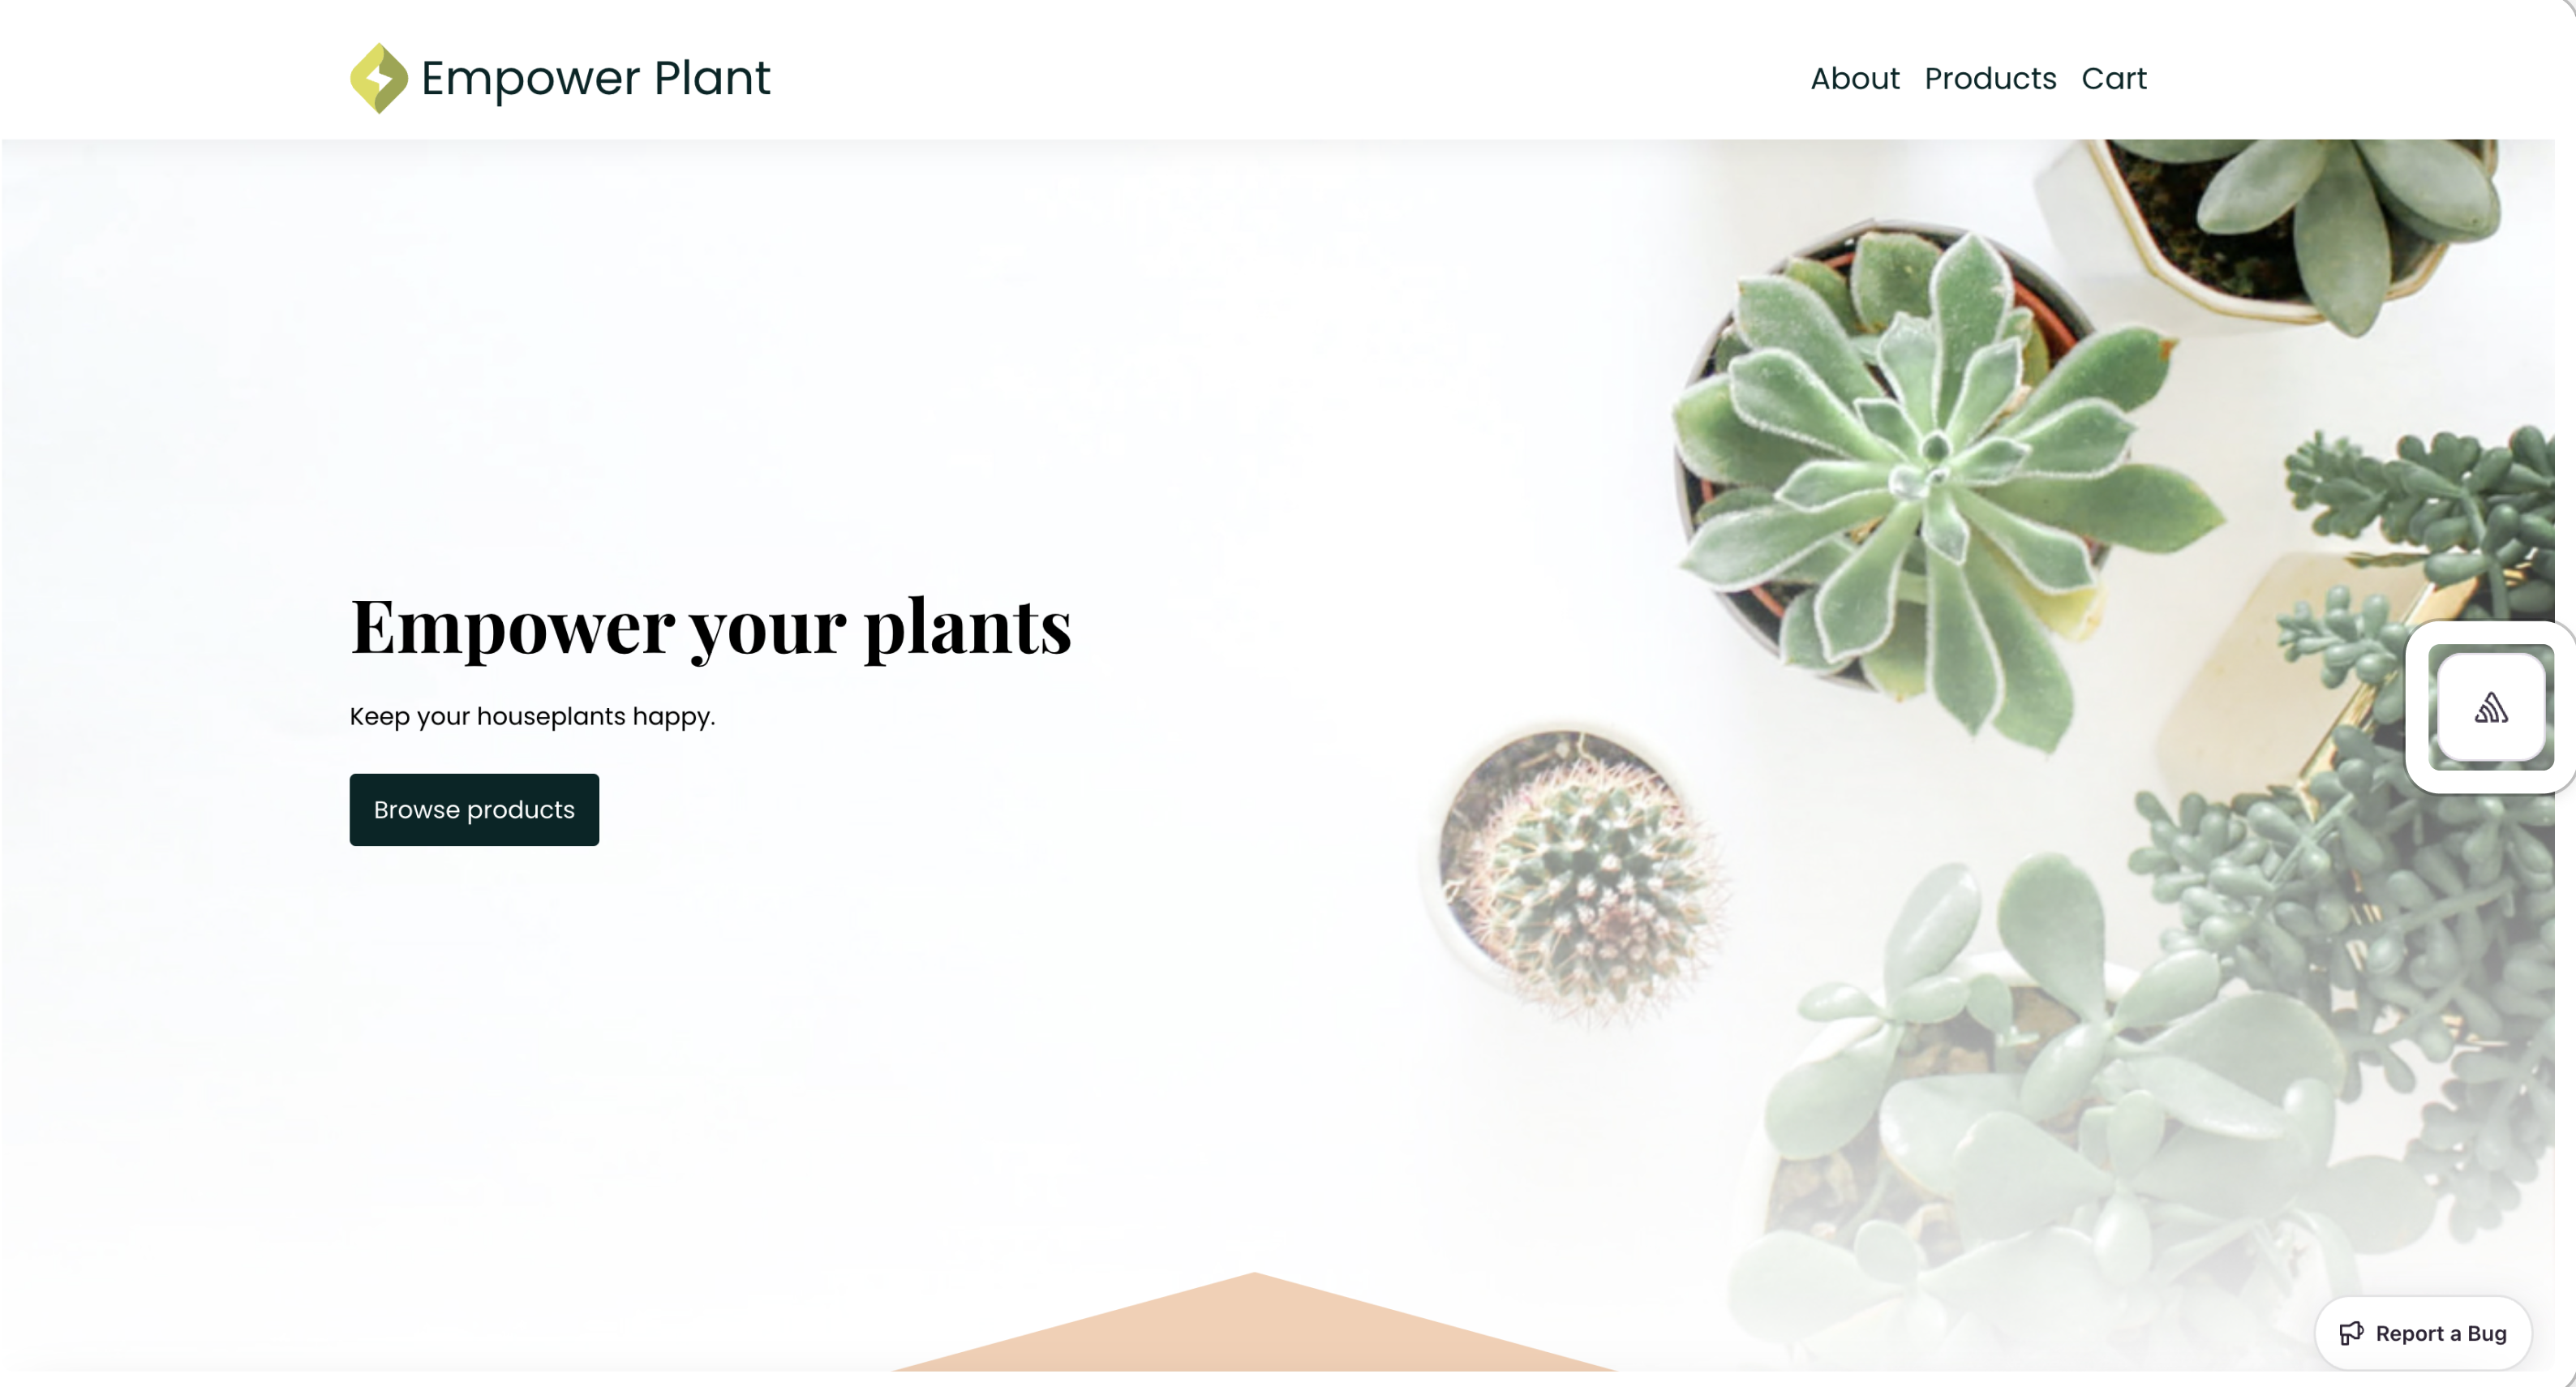 Empower Plant
About Products Cart
Empower your plants
Keep your houseplants happy.
Browse products
Report a Bug